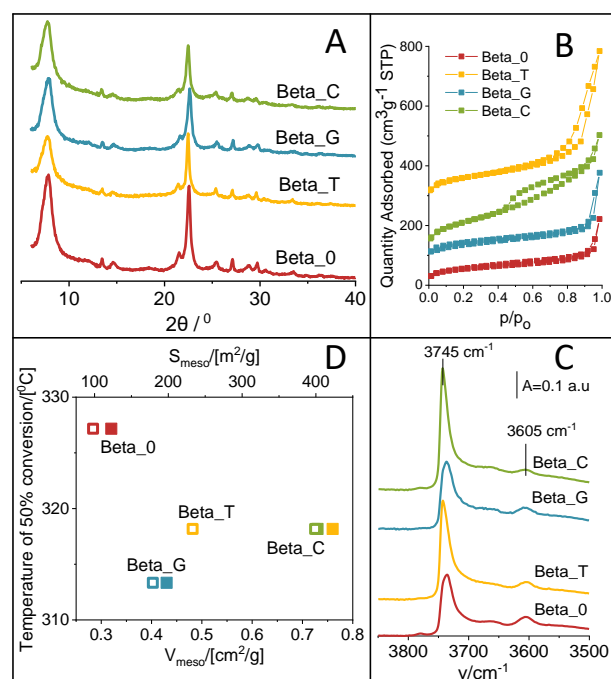 A
Beta_C
Beta_G
Beta_T
Beta_0
10 20 30 40
2θ / ⁰
B
Beta_0
Beta_T
Beta_G
Beta_C
800
600
400
200
0
Quantity Adsorbed (cm³g⁻¹ STP)
0.0 0.2 0.4 0.6 0.8 1.0
p/pₒ
D
Sₘₑₛₒ/[m²/g]
100 200 300 400
330
320
310
Temperature of 50% conversion/[⁰C]
Beta_0
Beta_T
Beta_G
Beta_C
0.3 0.4 0.5 0.6 0.7 0.8
Vₘₑₛₒ/[cm²/g]
C
3745 cm⁻¹
A=0.1 a.u
3605 cm⁻¹
Beta_C
Beta_G
Beta_T
Beta_0
3800 3700 3600 3500
ν/cm⁻¹